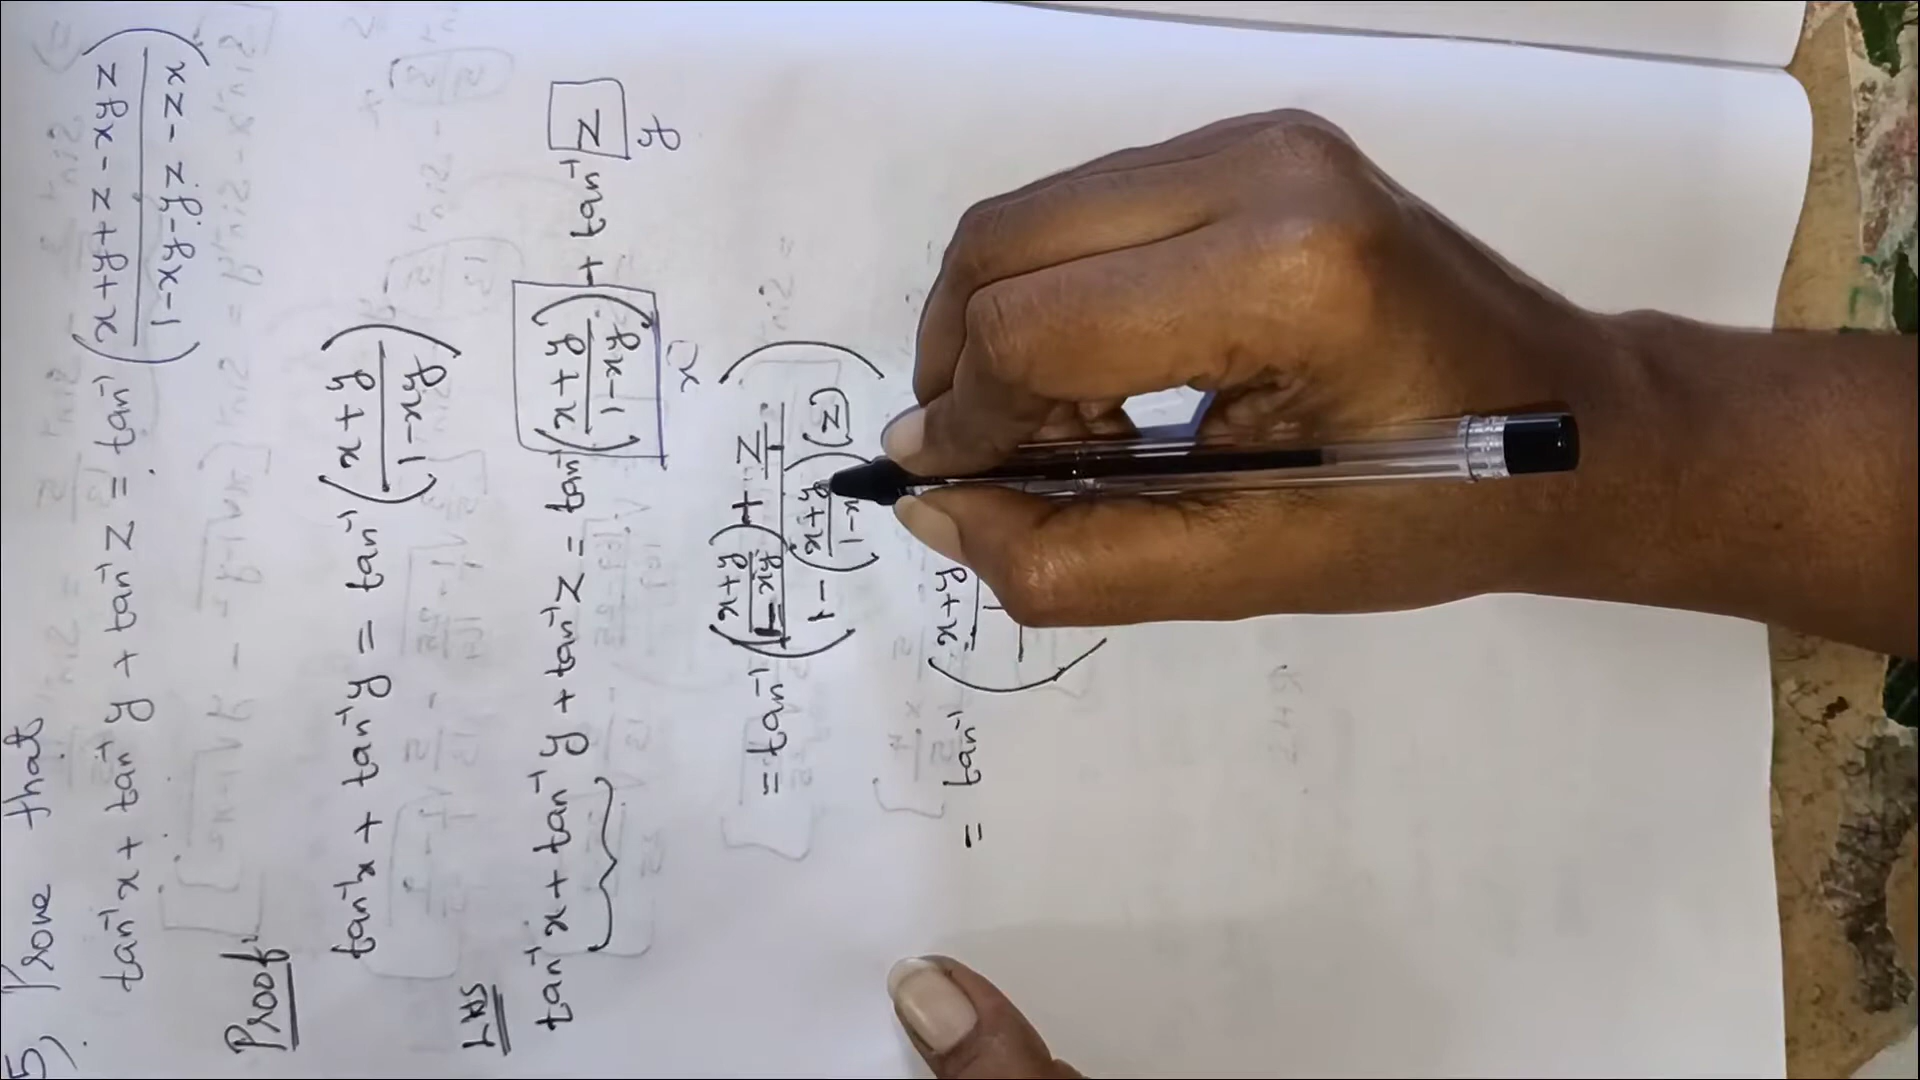 5) Prove that
tan⁻¹x + tan⁻¹y + tan⁻¹z = tan⁻¹((x+y+z-xyz)/(1-xy-yz-zx))
Proof
tan⁻¹x + tan⁻¹y = tan⁻¹((x+y)/(1-xy))
LHS
tan⁻¹x + tan⁻¹y + tan⁻¹z = tan⁻¹((x+y)/(1-xy)) + tan⁻¹ z
x y
= tan⁻¹(((x+y)/(1-xy) + z)/(1-((x+y)/(1-x))(z)))
= tan⁻¹ (x+y
1